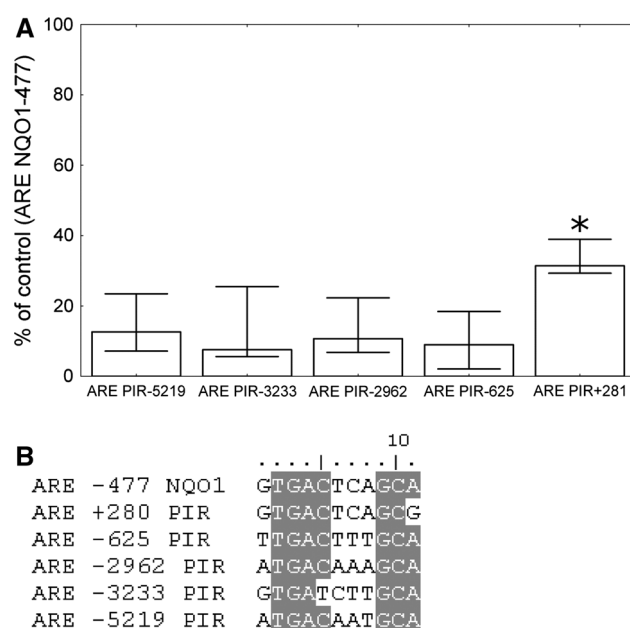 A
100
80
60
40
20
0
% of control (ARE NQO1-477)
*
ARE PIR-5219 ARE PIR-3233 ARE PIR-2962 ARE PIR-625 ARE PIR+281
B
10
....|....|.
ARE -477 NQO1 GTGACTCAGCA
ARE +280 PIR GTGACTCAGCG
ARE -625 PIR TTGACTTTGCA
ARE -2962 PIR ATGACAAAGCA
ARE -3233 PIR GTGATCTTGCA
ARE -5219 PIR ATGACAATGCA